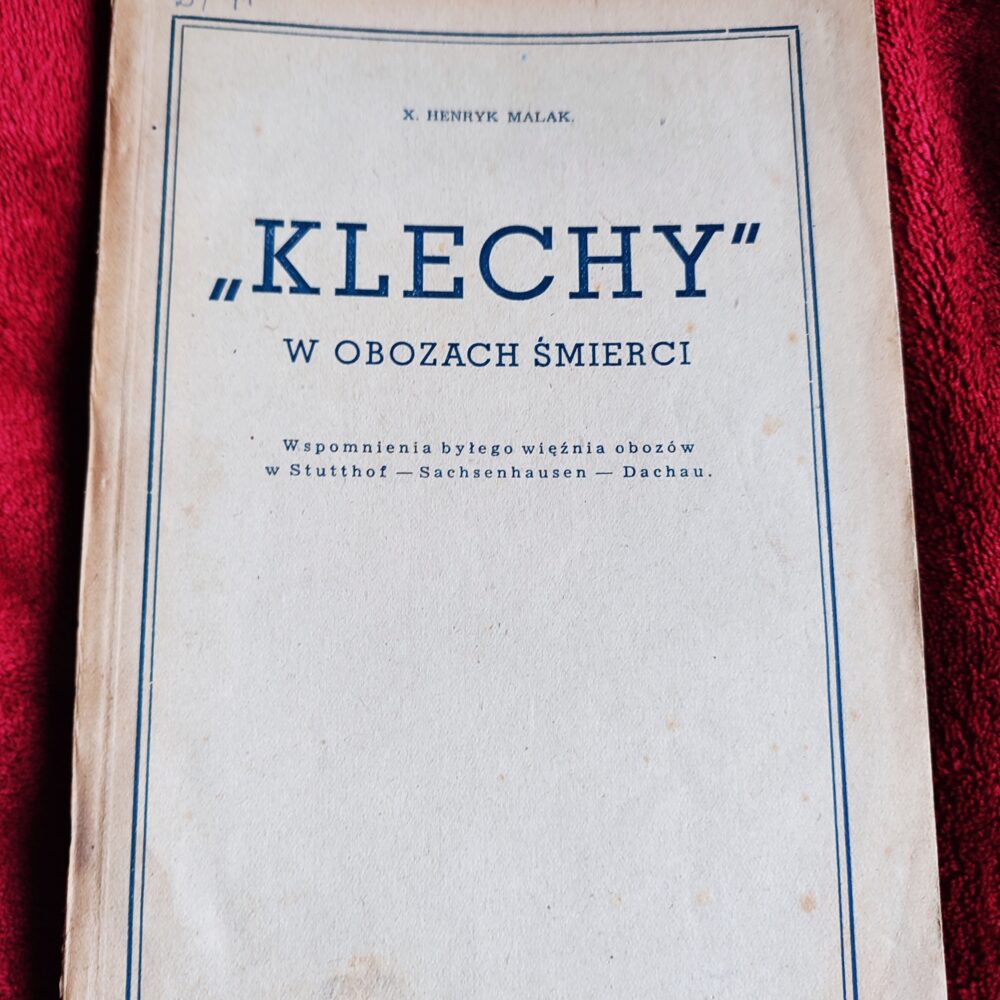 X. HENRYK MALAK.
„KLECHY“
W OBOZACH ŚMIERCI
Wspomnienia byłego więźnia obozów
w Stutthof — Sachsenhausen — Dachau.